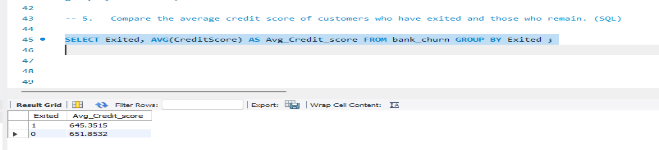 42
43 -- 5. Compare the average credit score of customers who have exited and those who remain. (SQL)
44
45 SELECT Exited, AVG(CreditScore) AS Avg_Credit_score FROM bank_churn GROUP BY Exited ;
46
47
48
49
Result Grid Filter Rows: Export: Wrap Cell Content: IA
Exited Avg_Credit_score
1 645.3515
0 651.8532